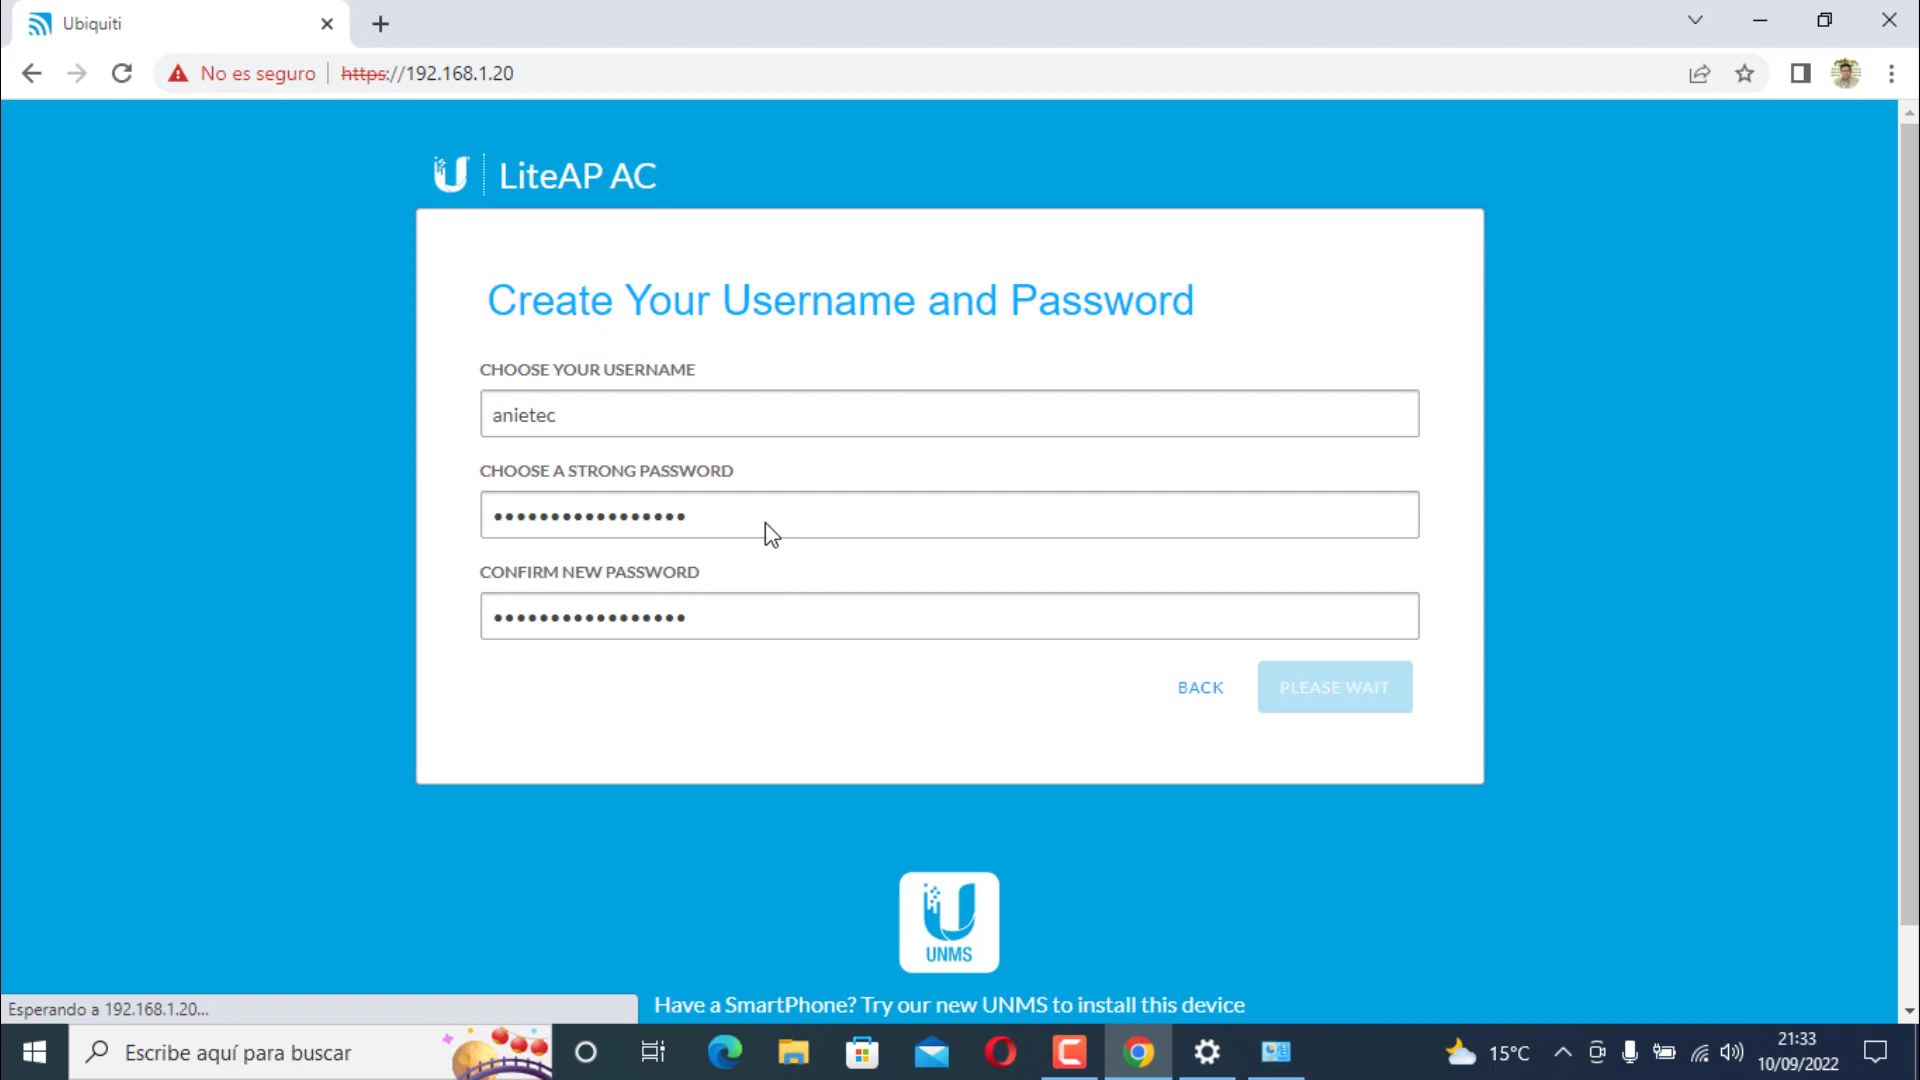 Ubiquiti
No es seguro https://192.168.1.20
U LiteAP AC
Create Your Username and Password
CHOOSE YOUR USERNAME
anietec
CHOOSE A STRONG PASSWORD
•••••••••••••••••
CONFIRM NEW PASSWORD
•••••••••••••••••
BACK PLEASE WAIT
U
UNMS
Have a SmartPhone? Try our new UNMS to install this device
Esperando a 192.168.1.20...
Escribe aquí para buscar
15°C
21:33
10/09/2022